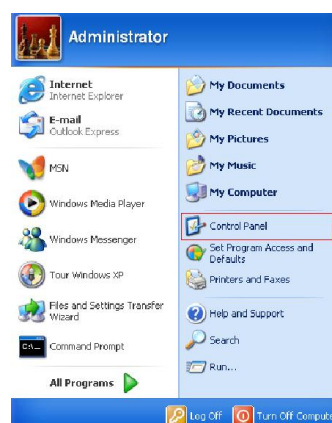 Administrator
Internet
Internet Explorer
E-mail
Outlook Express
MSN
Windows Media Player
Windows Messenger
Tour Windows XP
Files and Settings Transfer
Wizard
Command Prompt
All Programs
My Documents
My Recent Documents
My Pictures
My Music
My Computer
Control Panel
Set Program Access and
Defaults
Printers and Faxes
Help and Support
Search
Run...
Log Off
Turn Off Compute